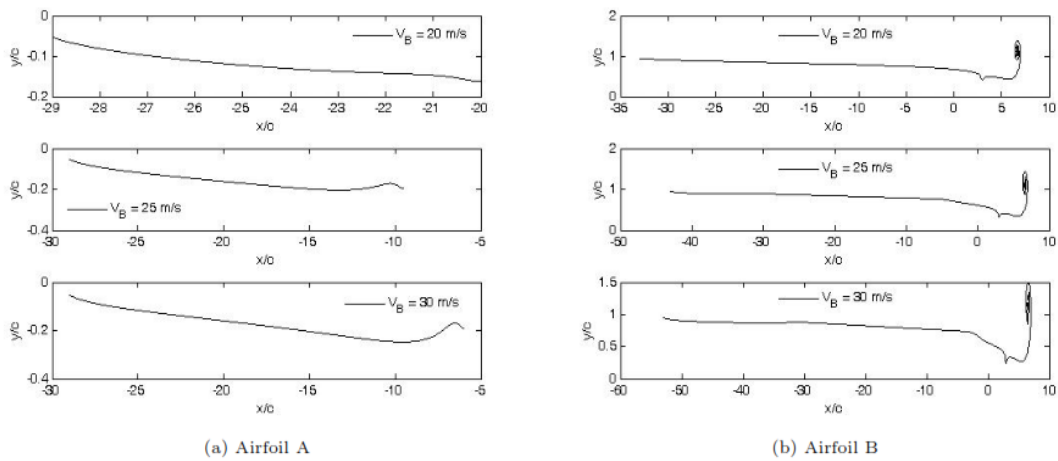 0
-0.1
-0.2
y/c
V_B = 20 m/s
-29 -28 -27 -26 -25 -24 -23 -22 -21 -20
x/c
0
-0.2
-0.4
y/c
V_B = 25 m/s
-30 -25 -20 -15 -10 -5
x/c
0
-0.2
-0.4
y/c
V_B = 30 m/s
-30 -25 -20 -15 -10 -5
x/c
(a) Airfoil A
2
1
0
y/c
V_B = 20 m/s
-35 -30 -25 -20 -15 -10 -5 0 5 10
x/c
2
1
0
y/c
V_B = 25 m/s
-50 -40 -30 -20 -10 0 10
x/c
1.5
1
0.5
0
y/c
V_B = 30 m/s
-60 -50 -40 -30 -20 -10 0 10
x/c
(b) Airfoil B